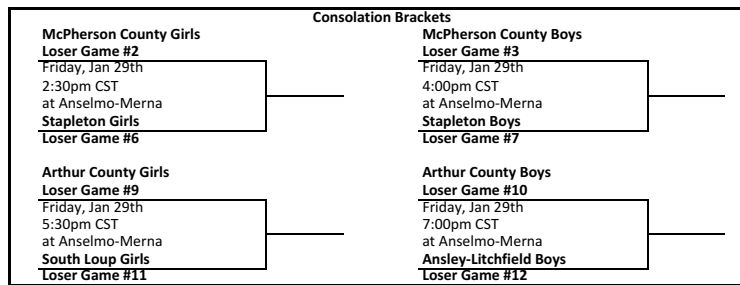 Consolation Brackets
McPherson County Girls
Loser Game #2
Friday, Jan 29th
2:30pm CST
at Anselmo-Merna
Stapleton Girls
Loser Game #6
McPherson County Boys
Loser Game #3
Friday, Jan 29th
4:00pm CST
at Anselmo-Merna
Stapleton Boys
Loser Game #7
Arthur County Girls
Loser Game #9
Friday, Jan 29th
5:30pm CST
at Anselmo-Merna
South Loup Girls
Loser Game #11
Arthur County Boys
Loser Game #10
Friday, Jan 29th
7:00pm CST
at Anselmo-Merna
Ansley-Litchfield Boys
Loser Game #12